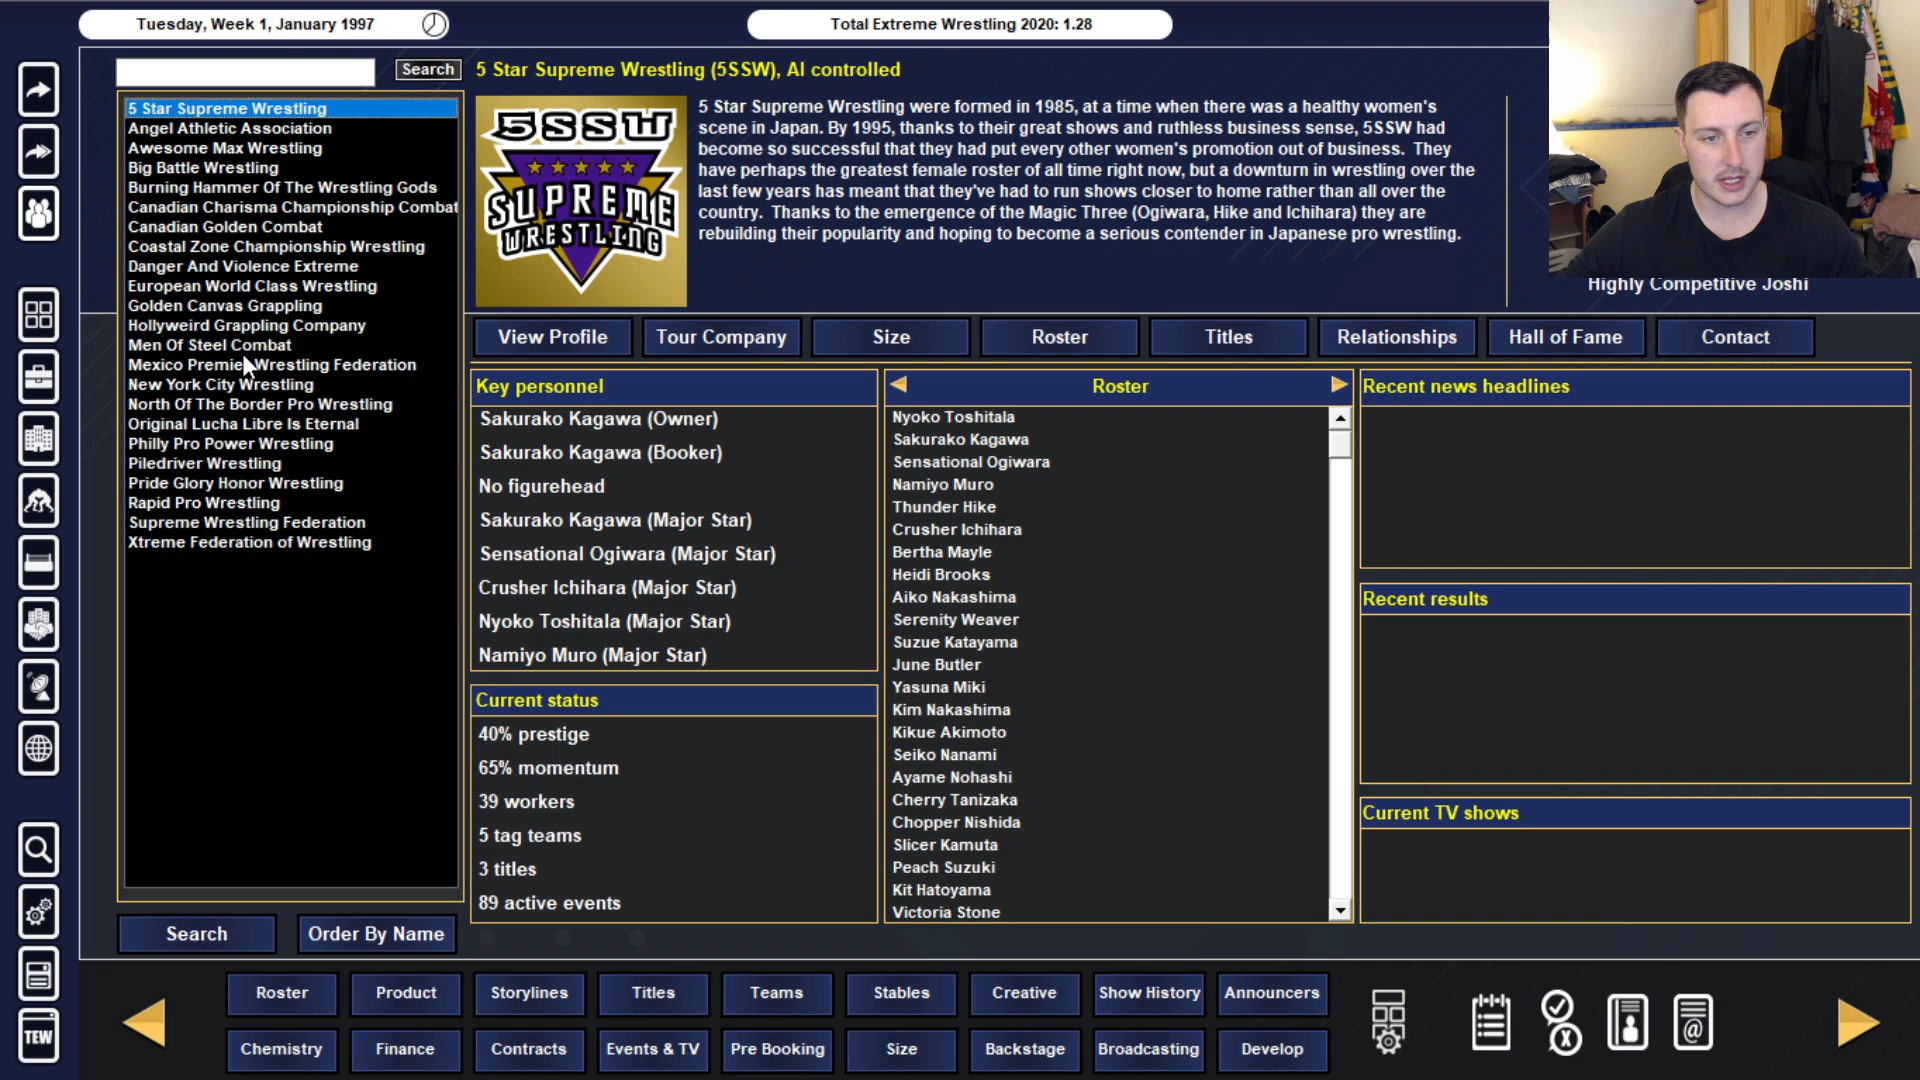 Tuesday, Week 1, January 1997
Total Extreme Wrestling 2020: 1.28
Search
5 Star Supreme Wrestling (5SSW), AI controlled
5 Star Supreme Wrestling
Angel Athletic Association
Awesome Max Wrestling
Big Battle Wrestling
Burning Hammer Of The Wrestling Gods
Canadian Charisma Championship Combat
Canadian Golden Combat
Coastal Zone Championship Wrestling
Danger And Violence Extreme
European World Class Wrestling
Golden Canvas Grappling
Hollyweird Grappling Company
Men Of Steel Combat
Mexico Premier Wrestling Federation
New York City Wrestling
North Of The Border Pro Wrestling
Original Lucha Libre Is Eternal
Philly Pro Power Wrestling
Piledriver Wrestling
Pride Glory Honor Wrestling
Rapid Pro Wrestling
Supreme Wrestling Federation
Xtreme Federation of Wrestling
Search
Order By Name
5SSW
SUPREME
WRESTLING
5 Star Supreme Wrestling were formed in 1985, at a time when there was a healthy women's
scene in Japan. By 1995, thanks to their great shows and ruthless business sense, 5SSW had
become so successful that they had put every other women's promotion out of business. They
have perhaps the greatest female roster of all time right now, but a downturn in wrestling over the
last few years has meant that they've had to run shows closer to home rather than all over the
country. Thanks to the emergence of the Magic Three (Ogiwara, Hike and Ichihara) they are
rebuilding their popularity and hoping to become a serious contender in Japanese pro wrestling.
Highly Competitive Joshi
View Profile
Tour Company
Size
Roster
Titles
Relationships
Hall of Fame
Contact
Key personnel
Sakurako Kagawa (Owner)
Sakurako Kagawa (Booker)
No figurehead
Sakurako Kagawa (Major Star)
Sensational Ogiwara (Major Star)
Crusher Ichihara (Major Star)
Nyoko Toshitala (Major Star)
Namiyo Muro (Major Star)
Current status
40% prestige
65% momentum
39 workers
5 tag teams
3 titles
89 active events
Roster
Nyoko Toshitala
Sakurako Kagawa
Sensational Ogiwara
Namiyo Muro
Thunder Hike
Crusher Ichihara
Bertha Mayle
Heidi Brooks
Aiko Nakashima
Serenity Weaver
Suzue Katayama
June Butler
Yasuna Miki
Kim Nakashima
Kikue Akimoto
Seiko Nanami
Ayame Nohashi
Cherry Tanizaka
Chopper Nishida
Slicer Kamuta
Peach Suzuki
Kit Hatoyama
Victoria Stone
Recent news headlines
Recent results
Current TV shows
Roster
Product
Storylines
Titles
Teams
Stables
Creative
Show History
Announcers
Chemistry
Finance
Contracts
Events & TV
Pre Booking
Size
Backstage
Broadcasting
Develop
TEW